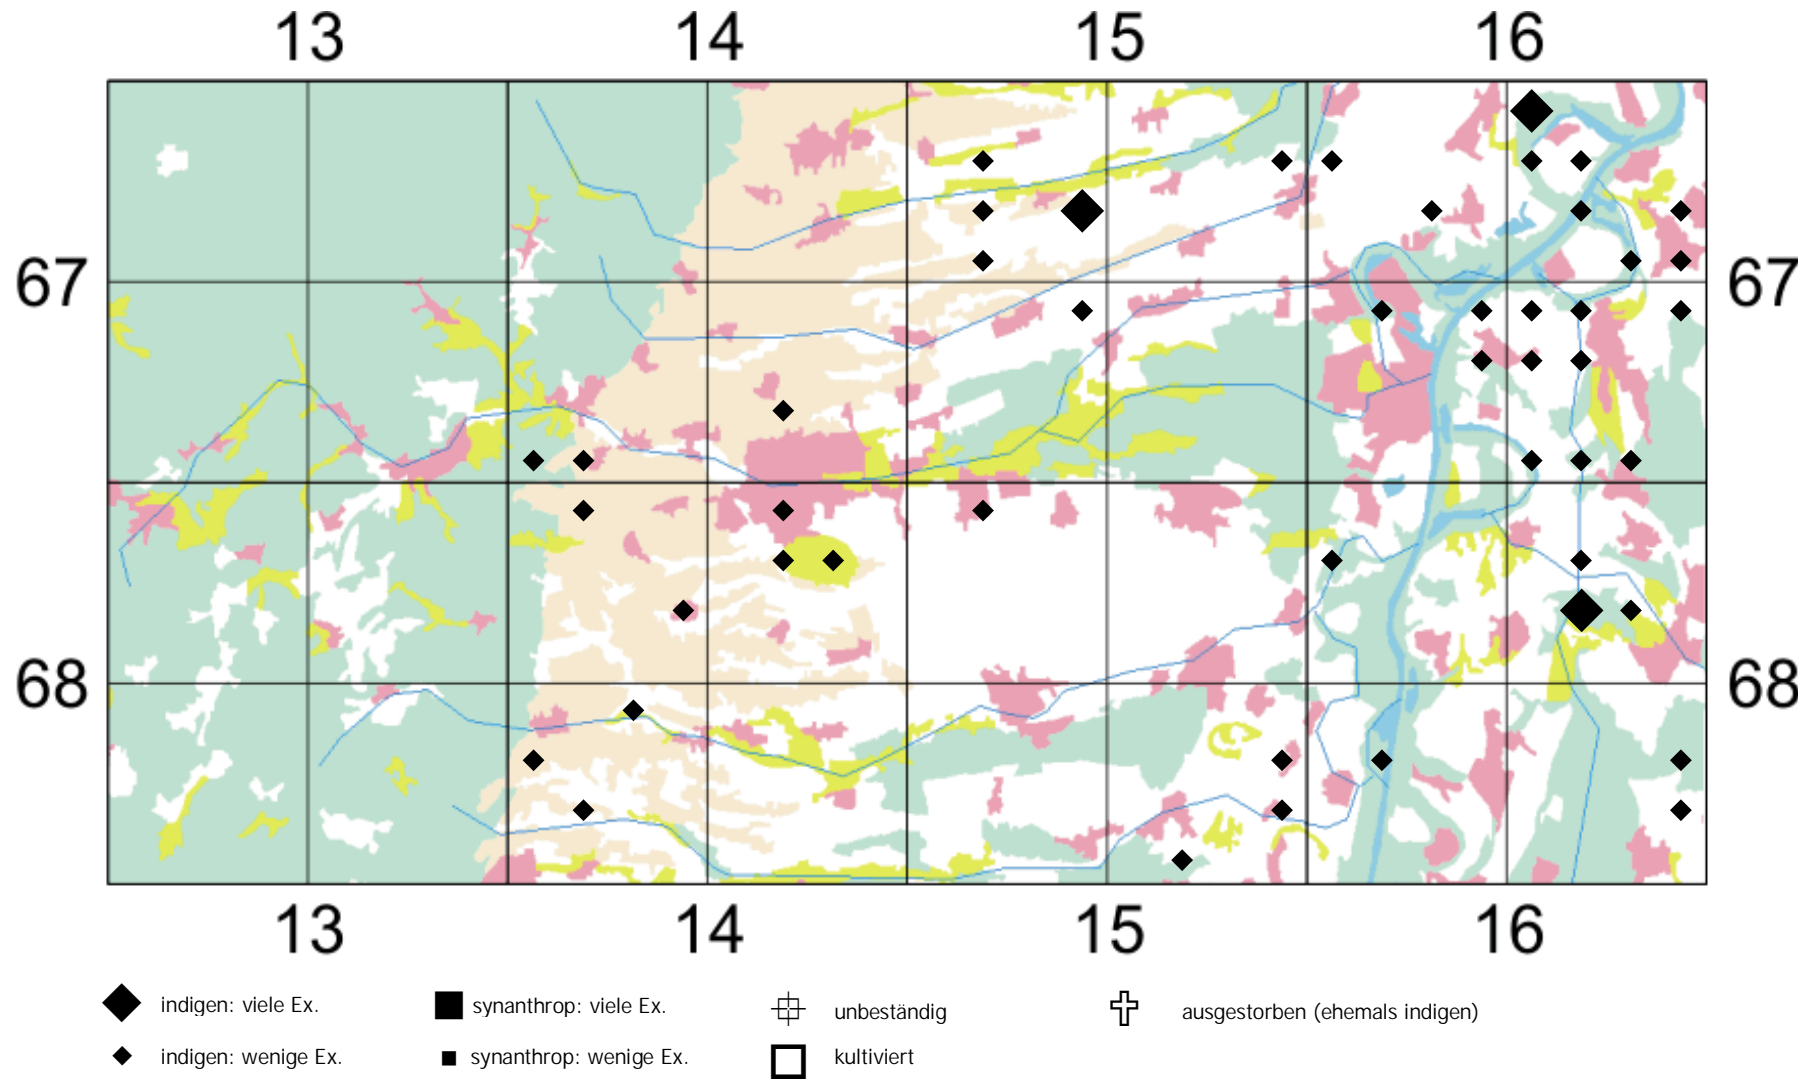 13 14 15 16
67 67
68 68
13 14 15 16
indigen: viele Ex. synanthrop: viele Ex. unbeständig ausgestorben (ehemals indigen)
indigen: wenige Ex. synanthrop: wenige Ex. kultiviert